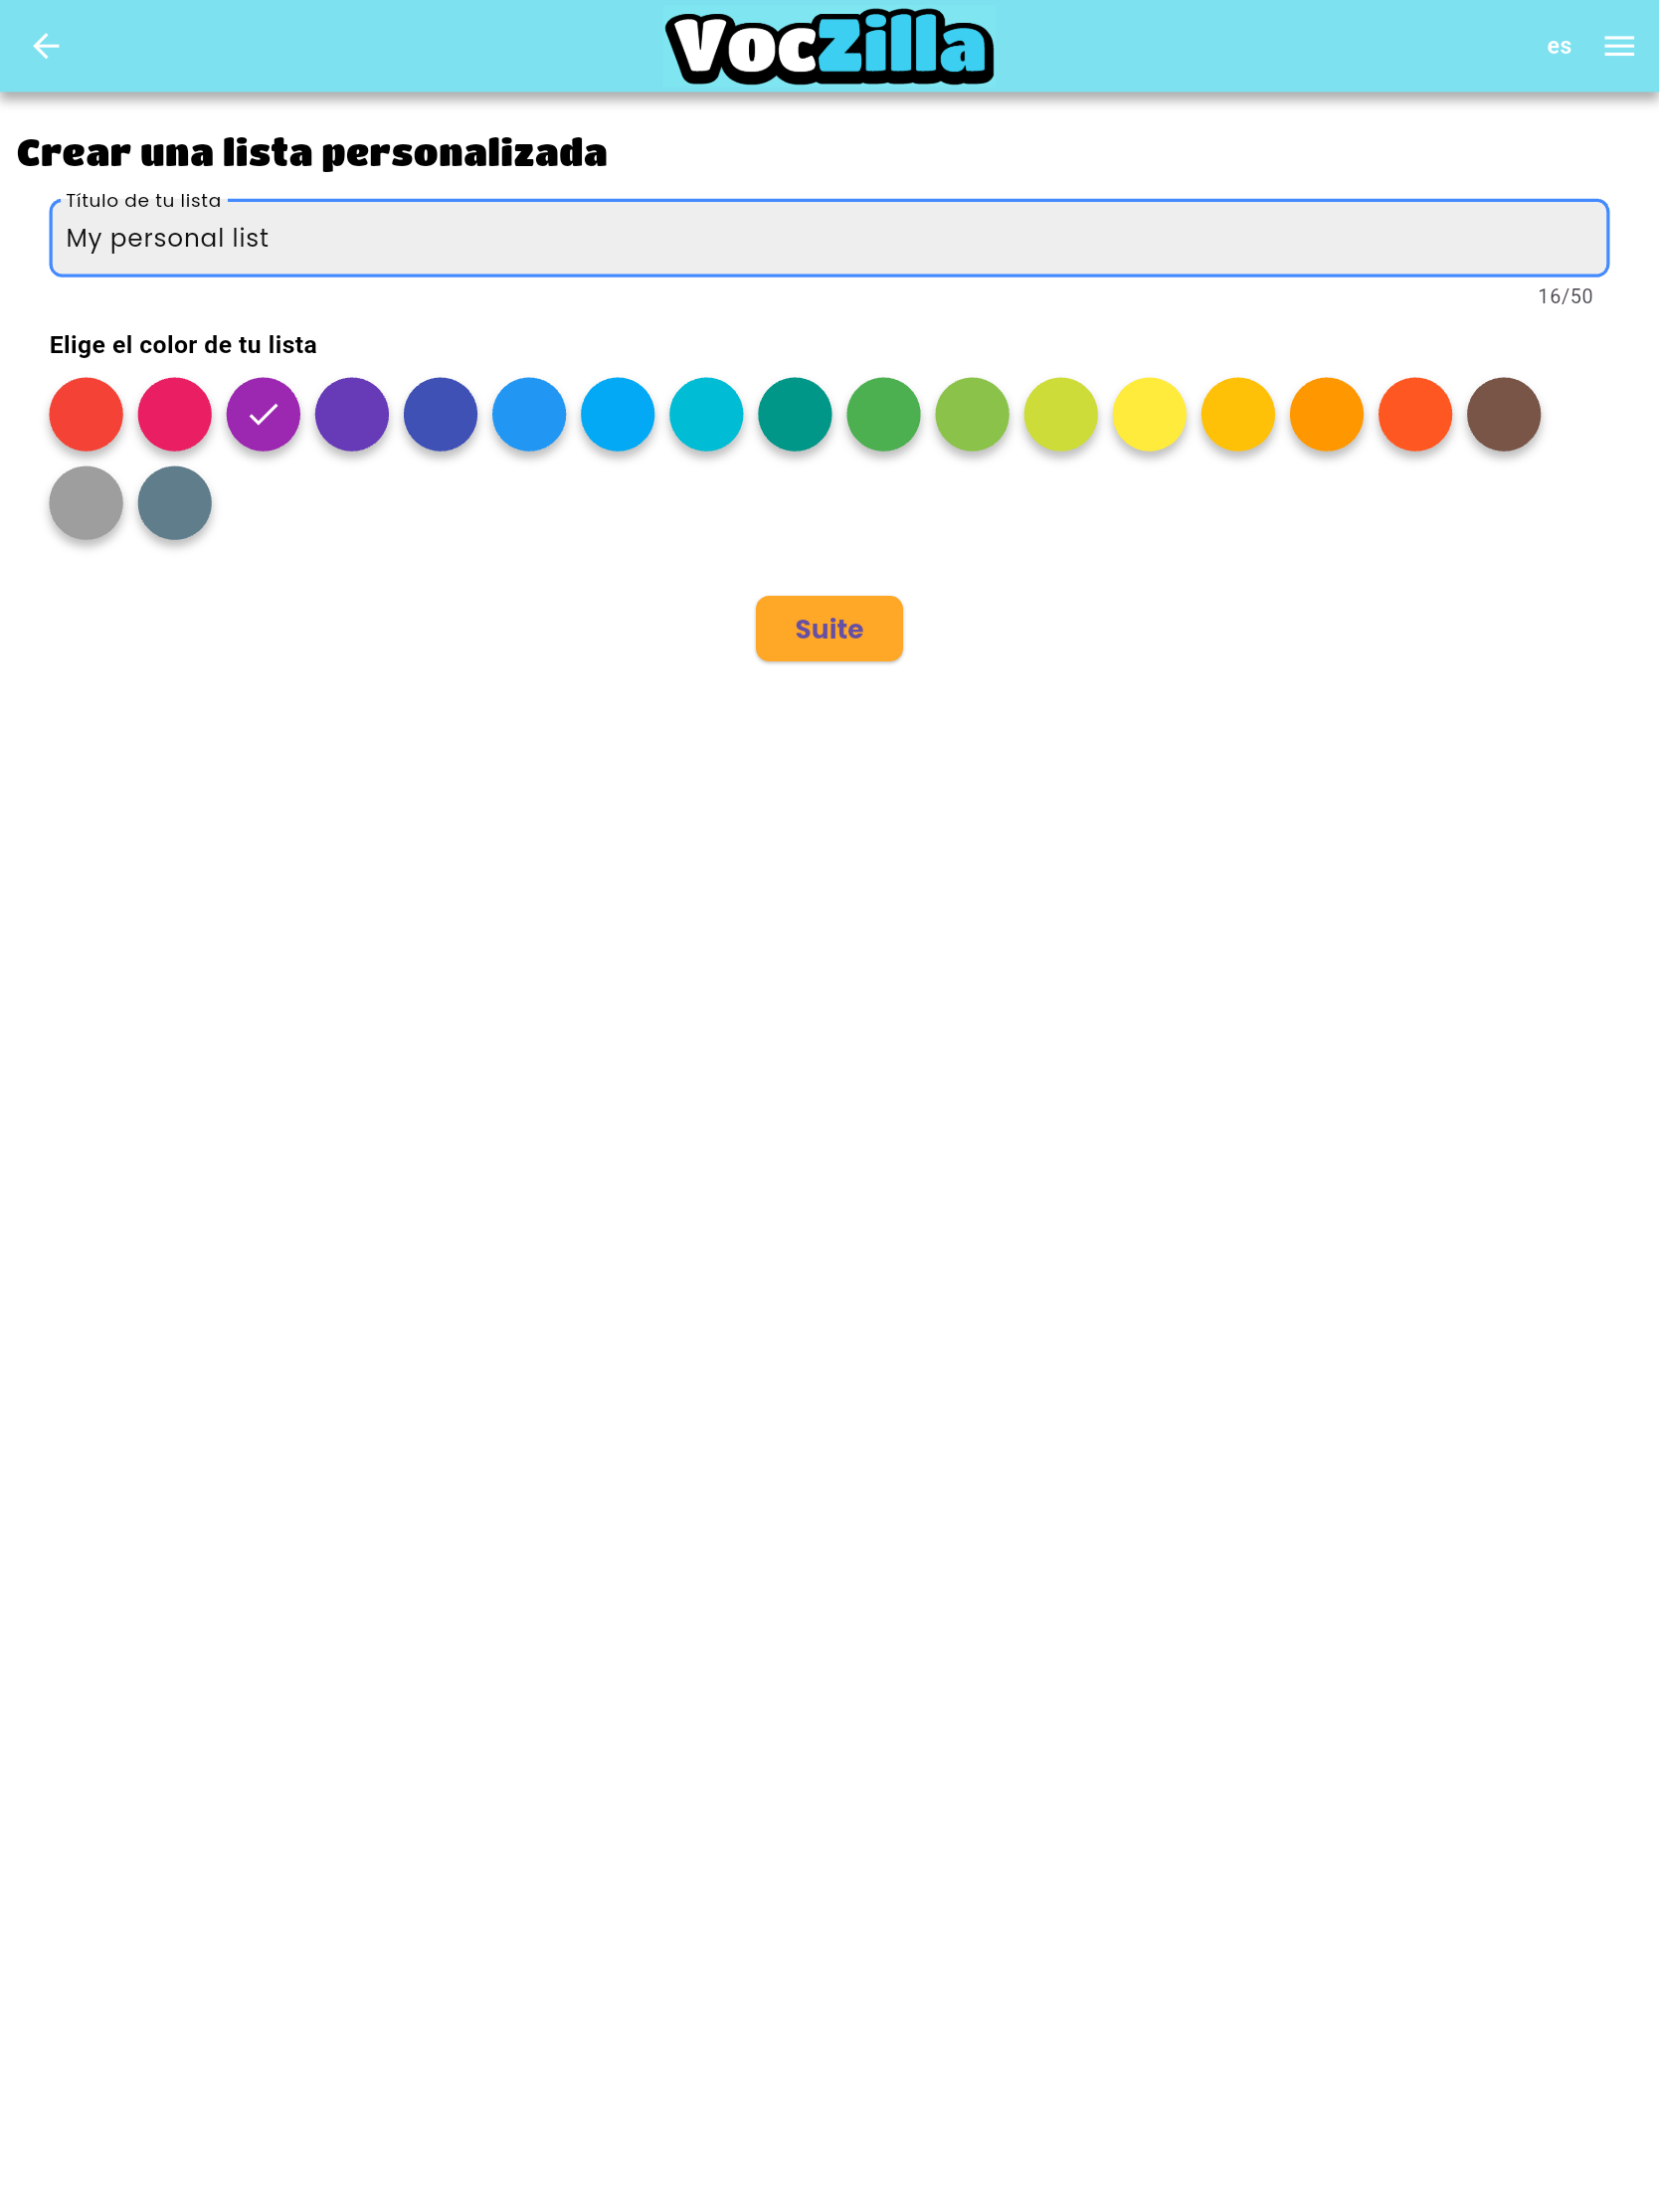 VocZilla
es
Crear una lista personalizada
Título de tu lista
My personal list
16/50
Elige el color de tu lista
Suite